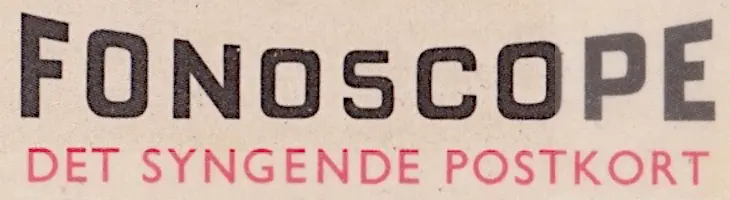 FONOSCOPE
DET SYNGENDE POSTKORT